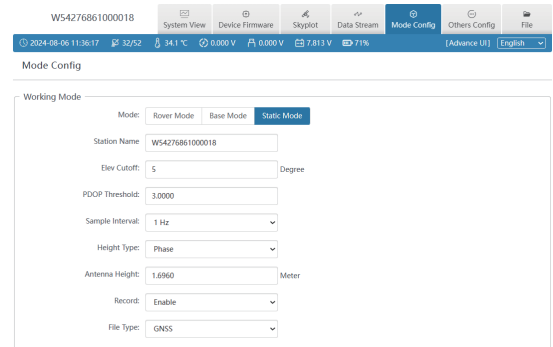 W54276861000018
System View
Device Firmware
Skyplot
Data Stream
Mode Config
Others Config
File
2024-08-06 11:36:17 32/52 34.1 ℃ 0.000 V 0.000 V 7.813 V 71% [Advance UI] English
Mode Config
Working Mode
Mode: Rover Mode Base Mode Static Mode
Station Name W54276861000018
Elev Cutoff: 5 Degree
PDOP Threshold: 3.0000
Sample Interval: 1 Hz
Height Type: Phase
Antenna Height: 1.6960 Meter
Record: Enable
File Type: GNSS